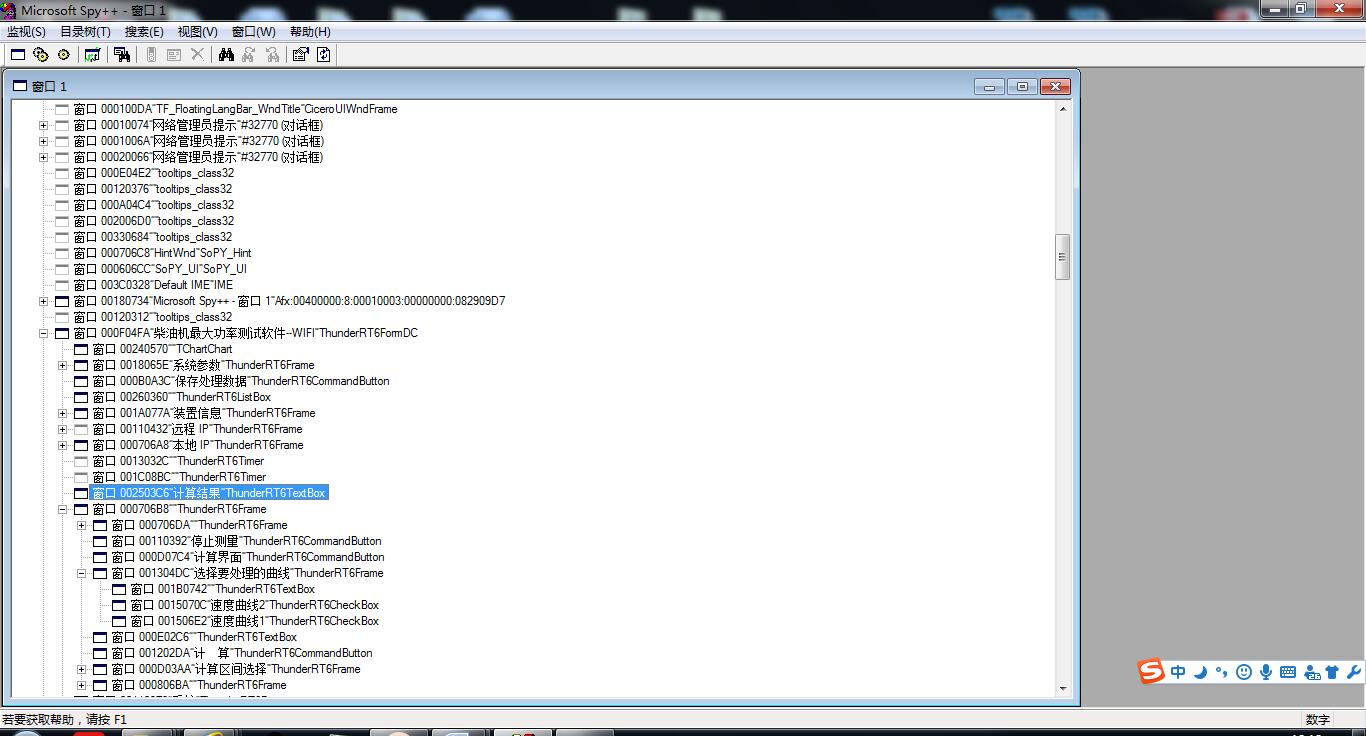 Microsoft Spy++ - 窗口 1
监视(S) 目录树(T) 搜索(E) 视图(V) 窗口(W) 帮助(H)
窗口 1
窗口 000100DA"TF_FloatingLangBar_WndTitle"CiceroUIWndFrame
窗口 00010074"网络管理员提示"#32770 (对话框)
窗口 0001006A"网络管理员提示"#32770 (对话框)
窗口 00020066"网络管理员提示"#32770 (对话框)
窗口 000E04E2""tooltips_class32
窗口 00120376""tooltips_class32
窗口 000A04C4""tooltips_class32
窗口 002006D0""tooltips_class32
窗口 00330684""tooltips_class32
窗口 000706C8"HintWnd"SoPY_Hint
窗口 000606CC"SoPY_UI"SoPY_UI
窗口 003C0328"Default IME"IME
窗口 00180734"Microsoft Spy++ - 窗口 1"Afx:00400000:8:00010003:00000000:082909D7
窗口 00120312""tooltips_class32
窗口 000F04FA"柴油机最大功率测试软件--WIFI"ThunderRT6FormDC
窗口 00240570""TChartChart
窗口 0018065E"系统参数"ThunderRT6Frame
窗口 000B0A3C"保存处理数据"ThunderRT6CommandButton
窗口 00260360""ThunderRT6ListBox
窗口 001A077A"装置信息"ThunderRT6Frame
窗口 00110432"远程 IP"ThunderRT6Frame
窗口 000706A8"本地 IP"ThunderRT6Frame
窗口 0013032C""ThunderRT6Timer
窗口 001C08BC""ThunderRT6Timer
窗口 002503C6"计算结果"ThunderRT6TextBox
窗口 000706B8""ThunderRT6Frame
窗口 000706DA""ThunderRT6Frame
窗口 00110392"停止测量"ThunderRT6CommandButton
窗口 000D07C4"计算界面"ThunderRT6CommandButton
窗口 001304DC"选择要处理的曲线"ThunderRT6Frame
窗口 001B0742""ThunderRT6TextBox
窗口 0015070C"速度曲线2"ThunderRT6CheckBox
窗口 001506E2"速度曲线1"ThunderRT6CheckBox
窗口 000E02C6""ThunderRT6TextBox
窗口 001202DA"计　算"ThunderRT6CommandButton
窗口 000D03AA"计算区间选择"ThunderRT6Frame
窗口 000806BA""ThunderRT6Frame
S 中
若要获取帮助，请按 F1 数字